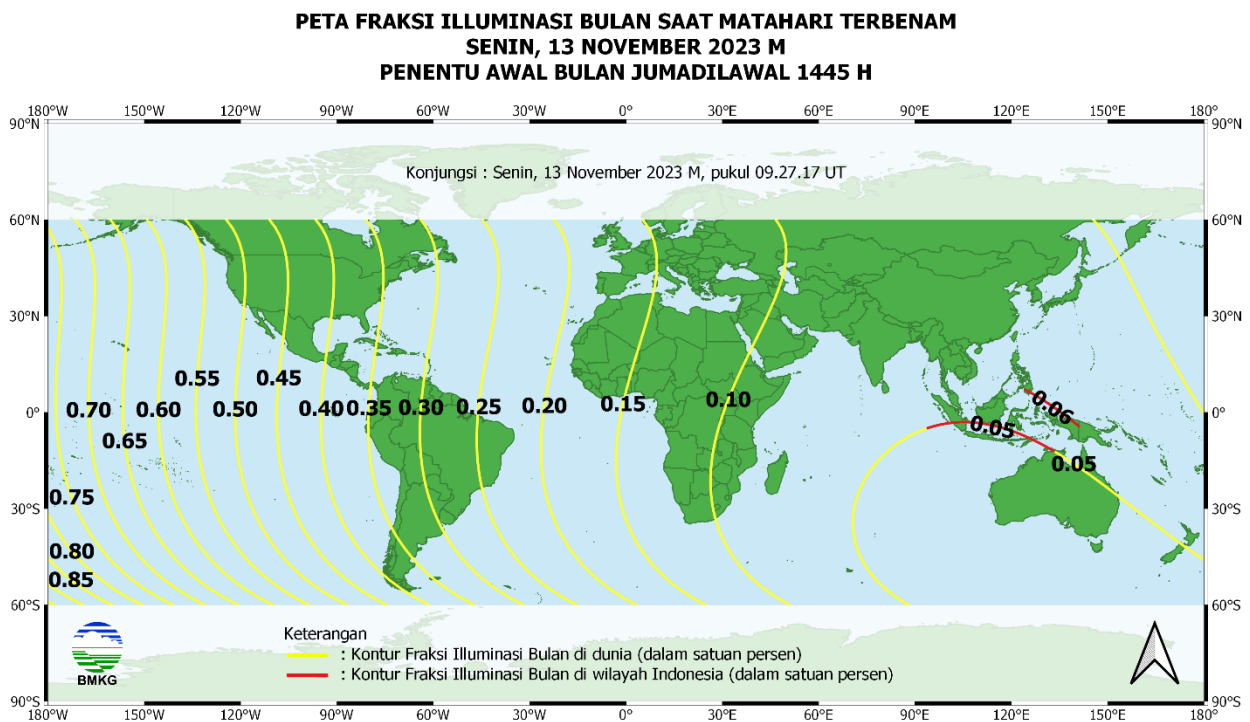 PETA FRAKSI ILLUMINASI BULAN SAAT MATAHARI TERBENAM
SENIN, 13 NOVEMBER 2023 M
PENENTU AWAL BULAN JUMADILAWAL 1445 H
180°W 150°W 120°W 90°W 60°W 30°W 0° 30°E 60°E 90°E 120°E 150°E 180°
90°N 90°N
Konjungsi : Senin, 13 November 2023 M, pukul 09.27.17 UT
60°N 60°N
30°N 30°N
0.55 0.45
0° 0.70 0.60 0.50 0.40 0.35 0.30 0.25 0.20 0.15 0.10 0.06 0°
0.65 0.05
0.05
0.75
30°S 30°S
0.80
0.85
60°S 60°S
Keterangan
: Kontur Fraksi Illuminasi Bulan di dunia (dalam satuan persen)
: Kontur Fraksi Illuminasi Bulan di wilayah Indonesia (dalam satuan persen)
BMKG
90°S 90°S
180°W 150°W 120°W 90°W 60°W 30°W 0° 30°E 60°E 90°E 120°E 150°E 180°